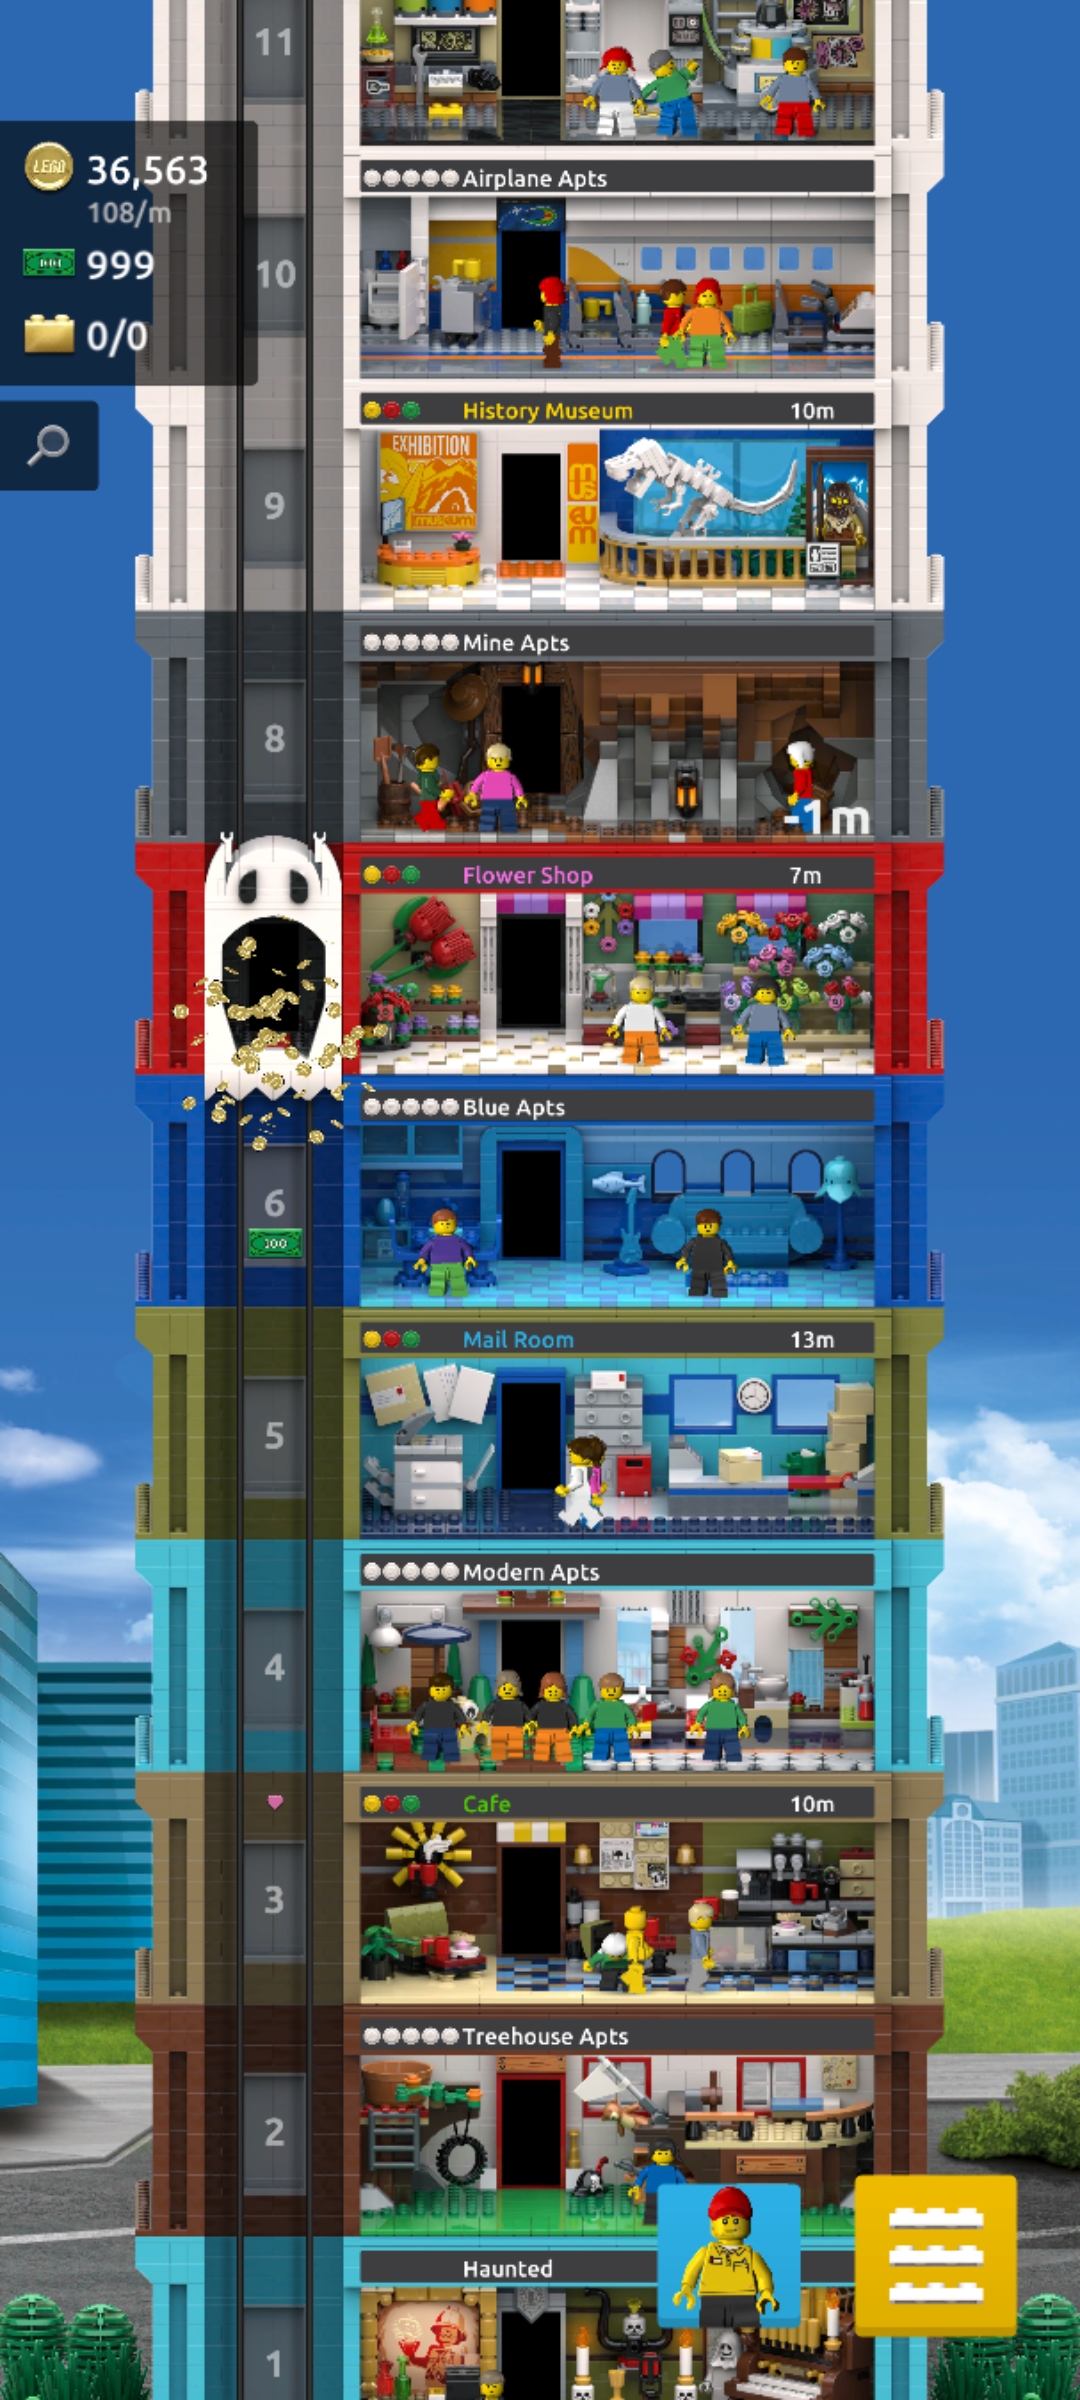 11
LEGO 36,563
108/m
999
0/0
Airplane Apts
10
History Museum 10m
EXHIBITION
museum
mus
eum
9
Mine Apts
8
-1m
Flower Shop 7m
Blue Apts
6
100
Mail Room 13m
5
Modern Apts
4
Cafe 10m
3
Treehouse Apts
2
Haunted
1